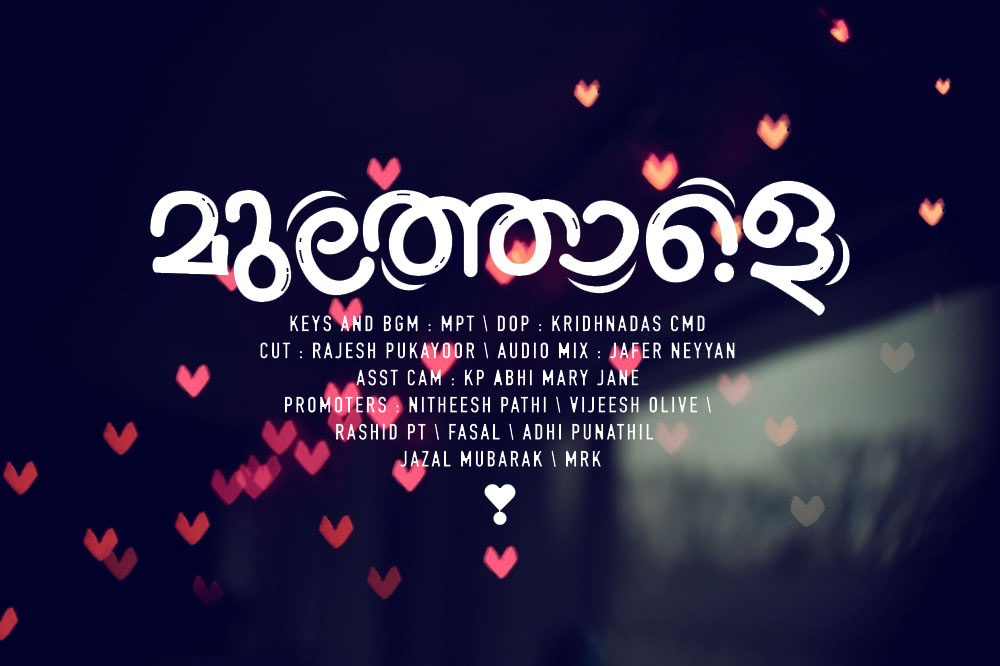 മുത്തോളെ
KEYS AND BGM : MPT \ DOP : KRIDHNADAS CMD
CUT : RAJESH PUKAYOOR \ AUDIO MIX : JAFER NEYYAN
ASST CAM : KP ABHI MARY JANE
PROMOTERS : NITHEESH PATHI \ VIJEESH OLIVE \
RASHID PT \ FASAL \ ADHI PUNATHIL
JAZAL MUBARAK \ MRK